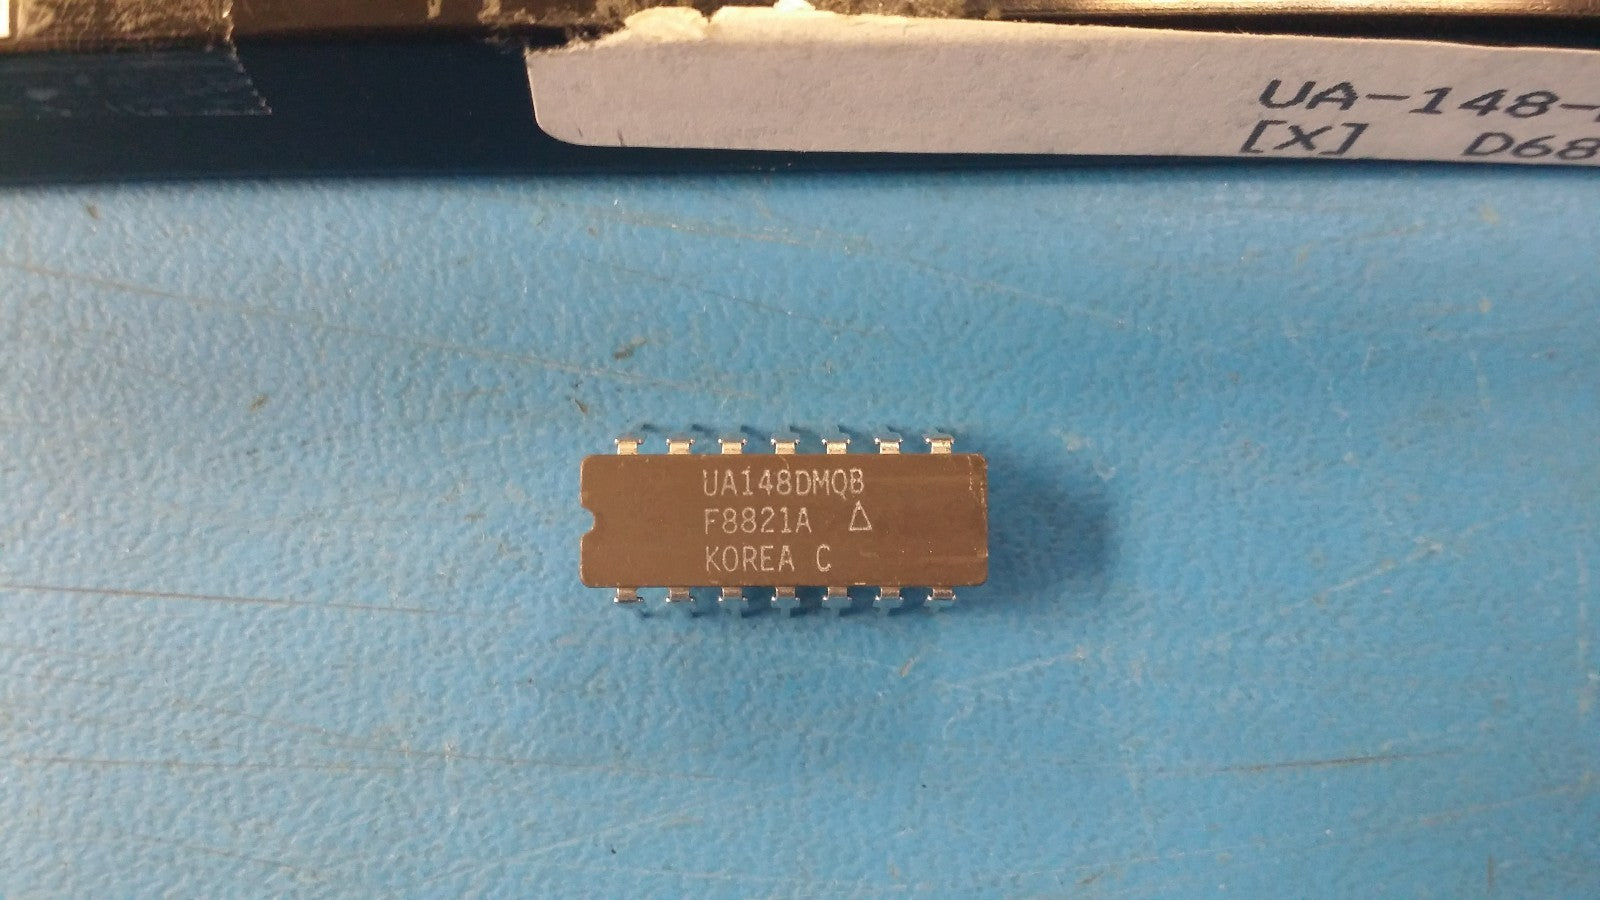 UA-148-
[X] D68
UA148DMQB
F8821A △
KOREA C